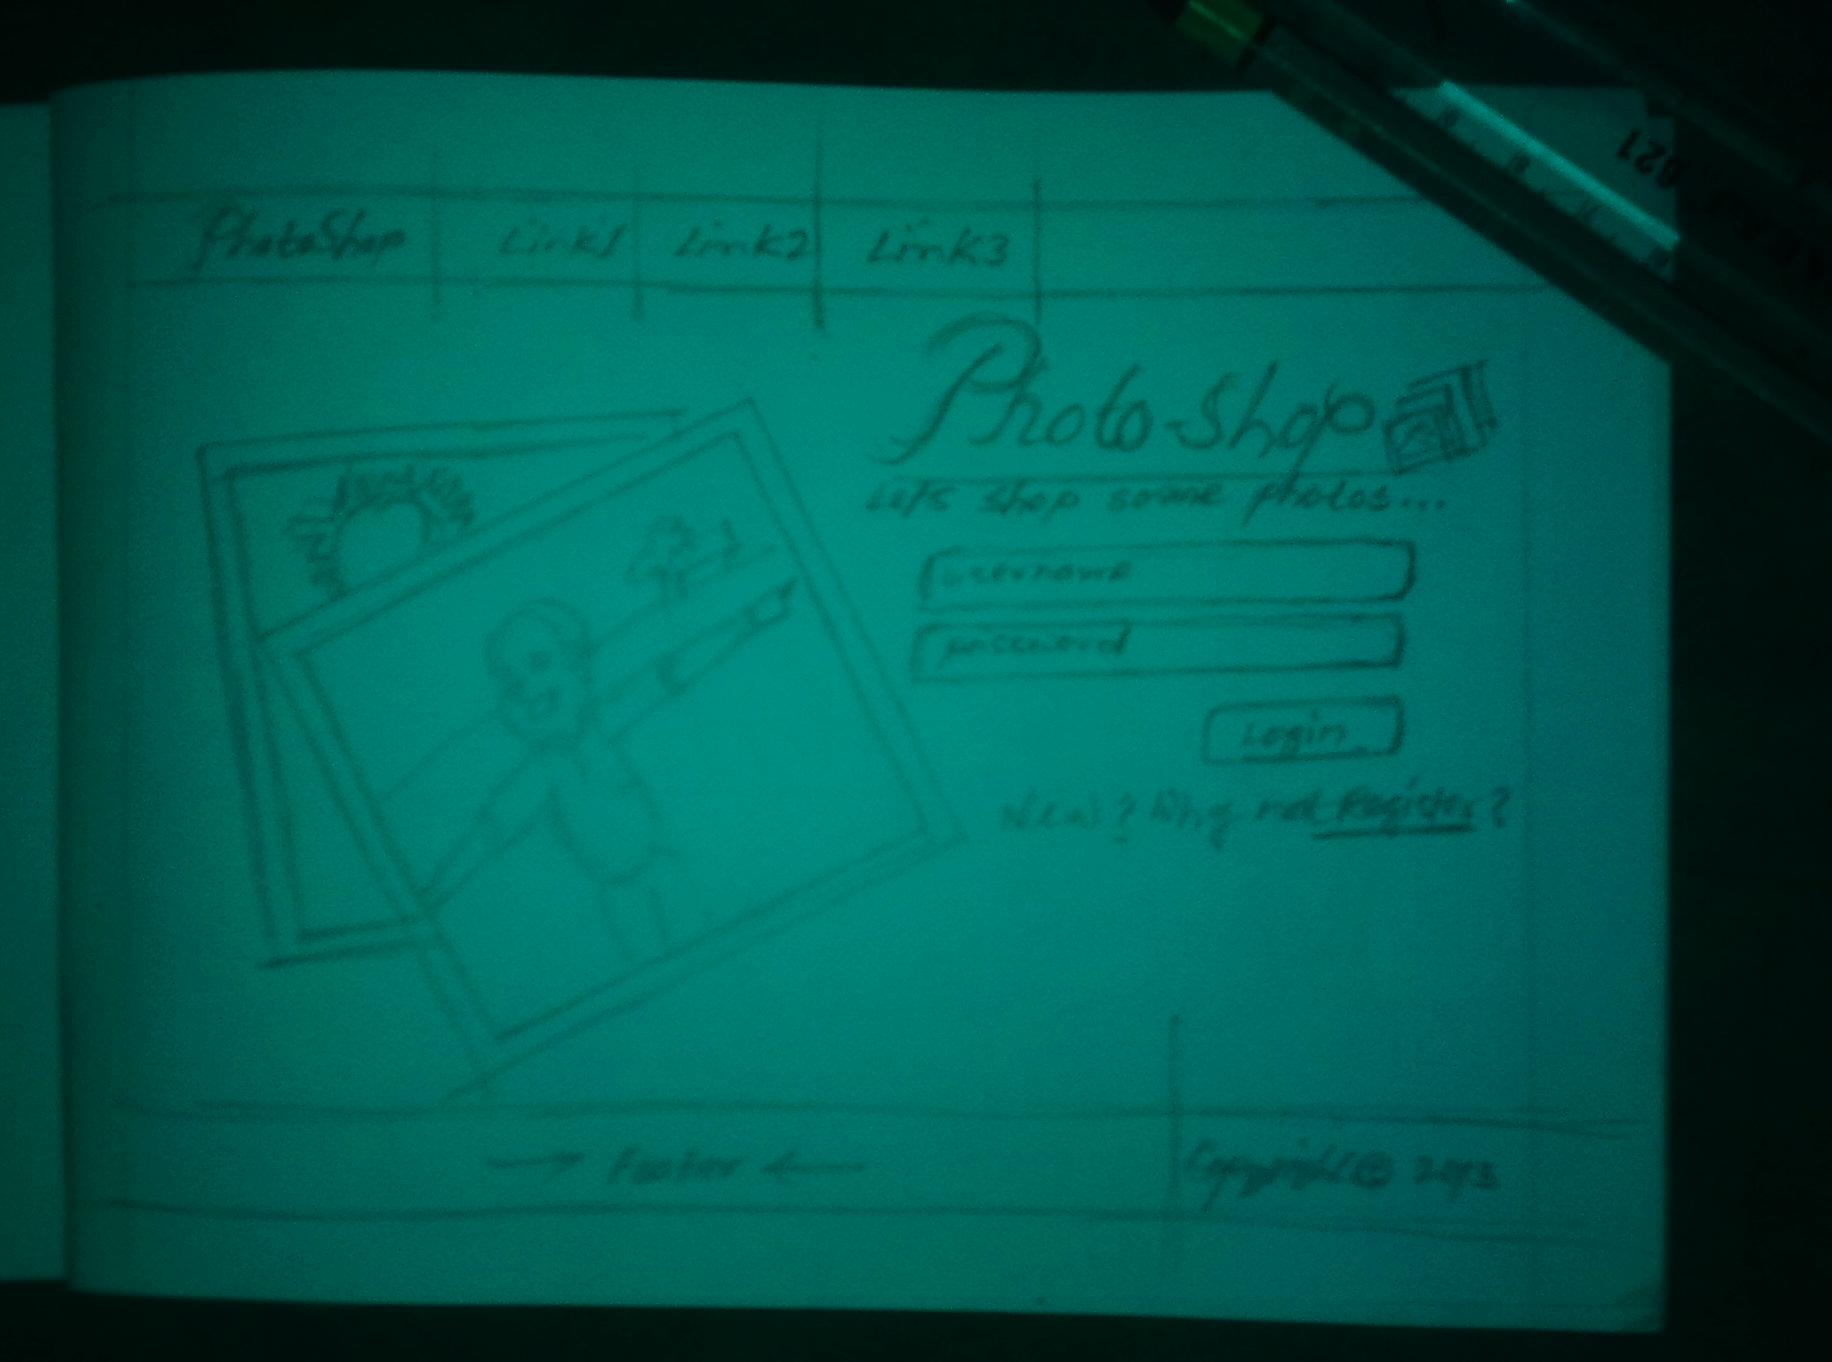 PhotoShop Link1 Link2 Link3
Photo-Shop
Let's shop some photos...
username
password
Login
New? Why not Register?
→ Footer ←
Copyright © 2013
621